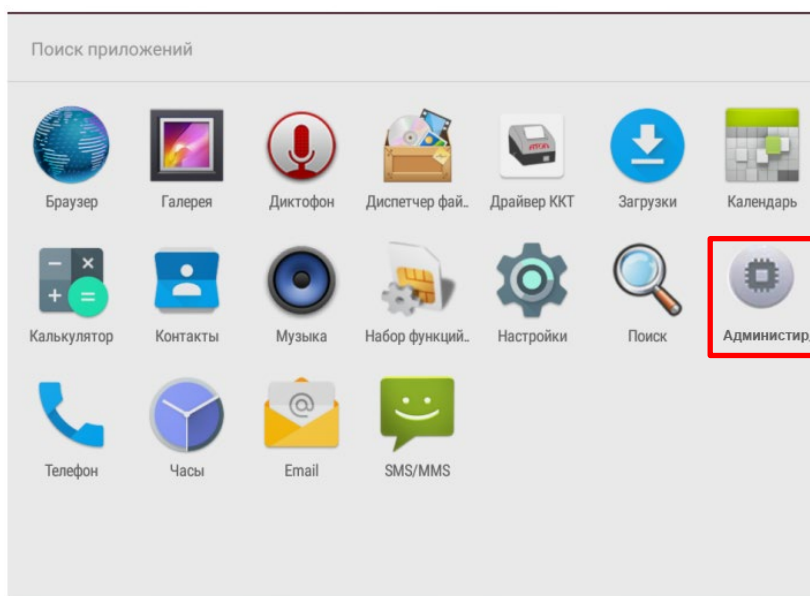 Поиск приложений
Браузер
Галерея
Диктофон
Диспетчер фай..
Драйвер ККТ
Загрузки
Календарь
Калькулятор
Контакты
Музыка
Набор функций..
Настройки
Поиск
Администир
Телефон
Часы
Email
SMS/MMS